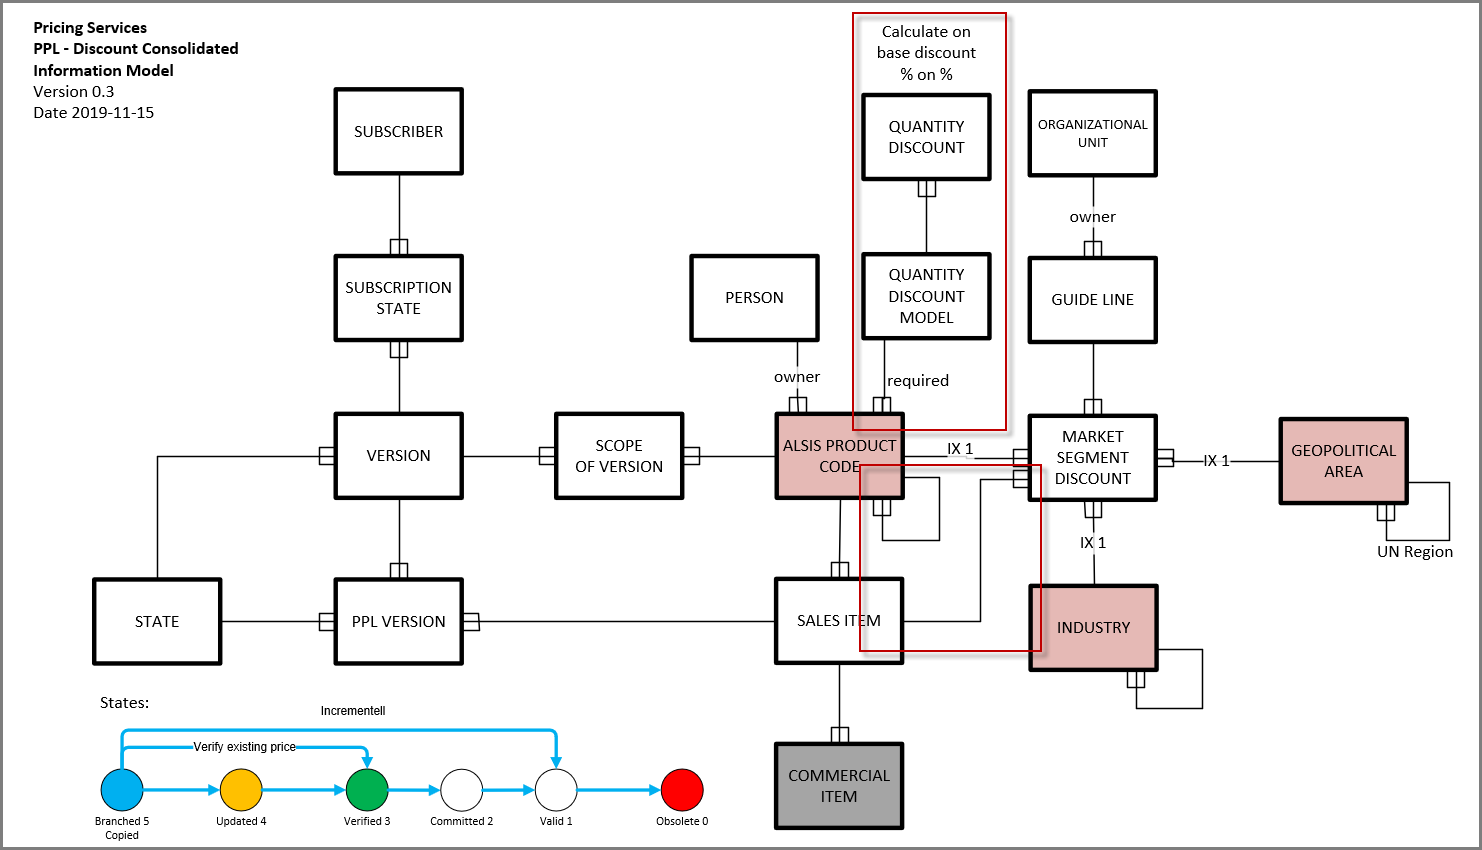 Pricing Services
PPL - Discount Consolidated
Information Model
Version 0.3
Date 2019-11-15
Calculate on
base discount
% on %
SUBSCRIBER
QUANTITY
DISCOUNT
ORGANIZATIONAL
UNIT
owner
SUBSCRIPTION
STATE
PERSON
QUANTITY
DISCOUNT
MODEL
GUIDE LINE
owner
required
VERSION
SCOPE
OF VERSION
ALSIS PRODUCT
CODE
IX 1
MARKET
SEGMENT
DISCOUNT
IX 1
GEOPOLITICAL
AREA
IX 1
UN Region
STATE
PPL VERSION
SALES ITEM
INDUSTRY
States:
Incrementell
Verify existing price
COMMERCIAL
ITEM
Branched 5
Copied
Updated 4
Verified 3
Committed 2
Valid 1
Obsolete 0